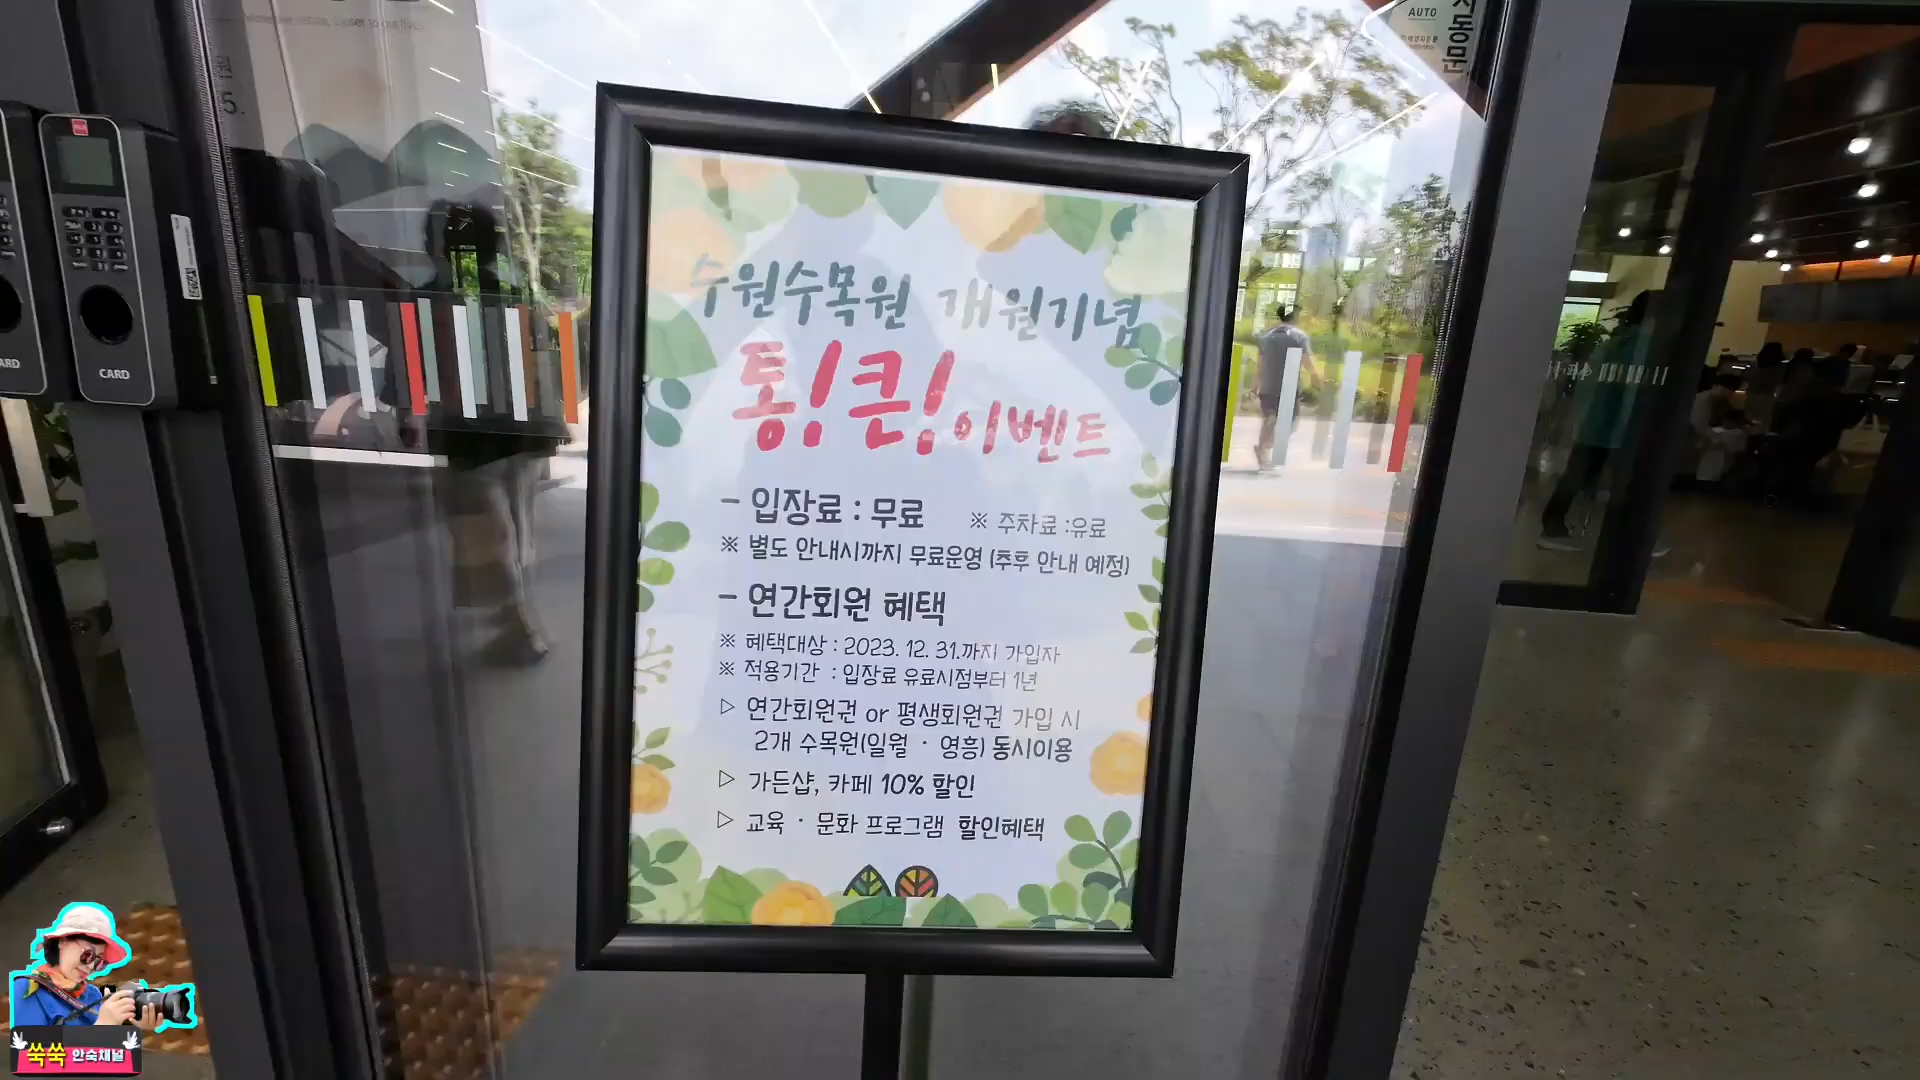 AUTO
자동문
5.
CARD
수원수목원 개원기념
통! 큰! 이벤트
- 입장료 : 무료 ※ 주차료 :유료
※ 별도 안내시까지 무료운영 (추후 안내 예정)
- 연간회원 혜택
※ 혜택대상 : 2023. 12. 31.까지 가입자
※ 적용기간 : 입장료 유료시점부터 1년
▷ 연간회원권 or 평생회원권 가입 시
2개 수목원(일월 · 영흥) 동시이용
▷ 가든샵, 카페 10% 할인
▷ 교육 · 문화 프로그램 할인혜택
쑥쑥 안숙채널